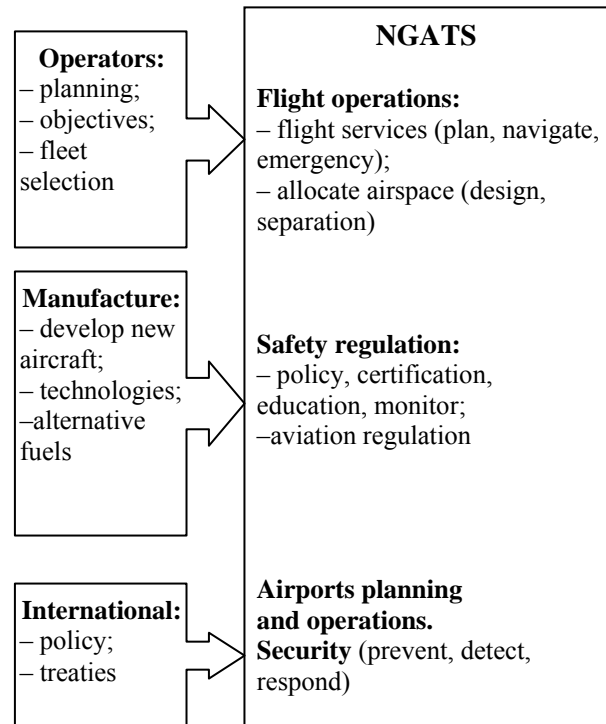 Operators:
– planning;
– objectives;
– fleet
selection
Manufacture:
– develop new
aircraft;
– technologies;
–alternative
fuels
International:
– policy;
– treaties
NGATS
Flight operations:
– flight services (plan, navigate,
emergency);
– allocate airspace (design,
separation)
Safety regulation:
– policy, certification,
education, monitor;
–aviation regulation
Airports planning
and operations.
Security (prevent, detect,
respond)